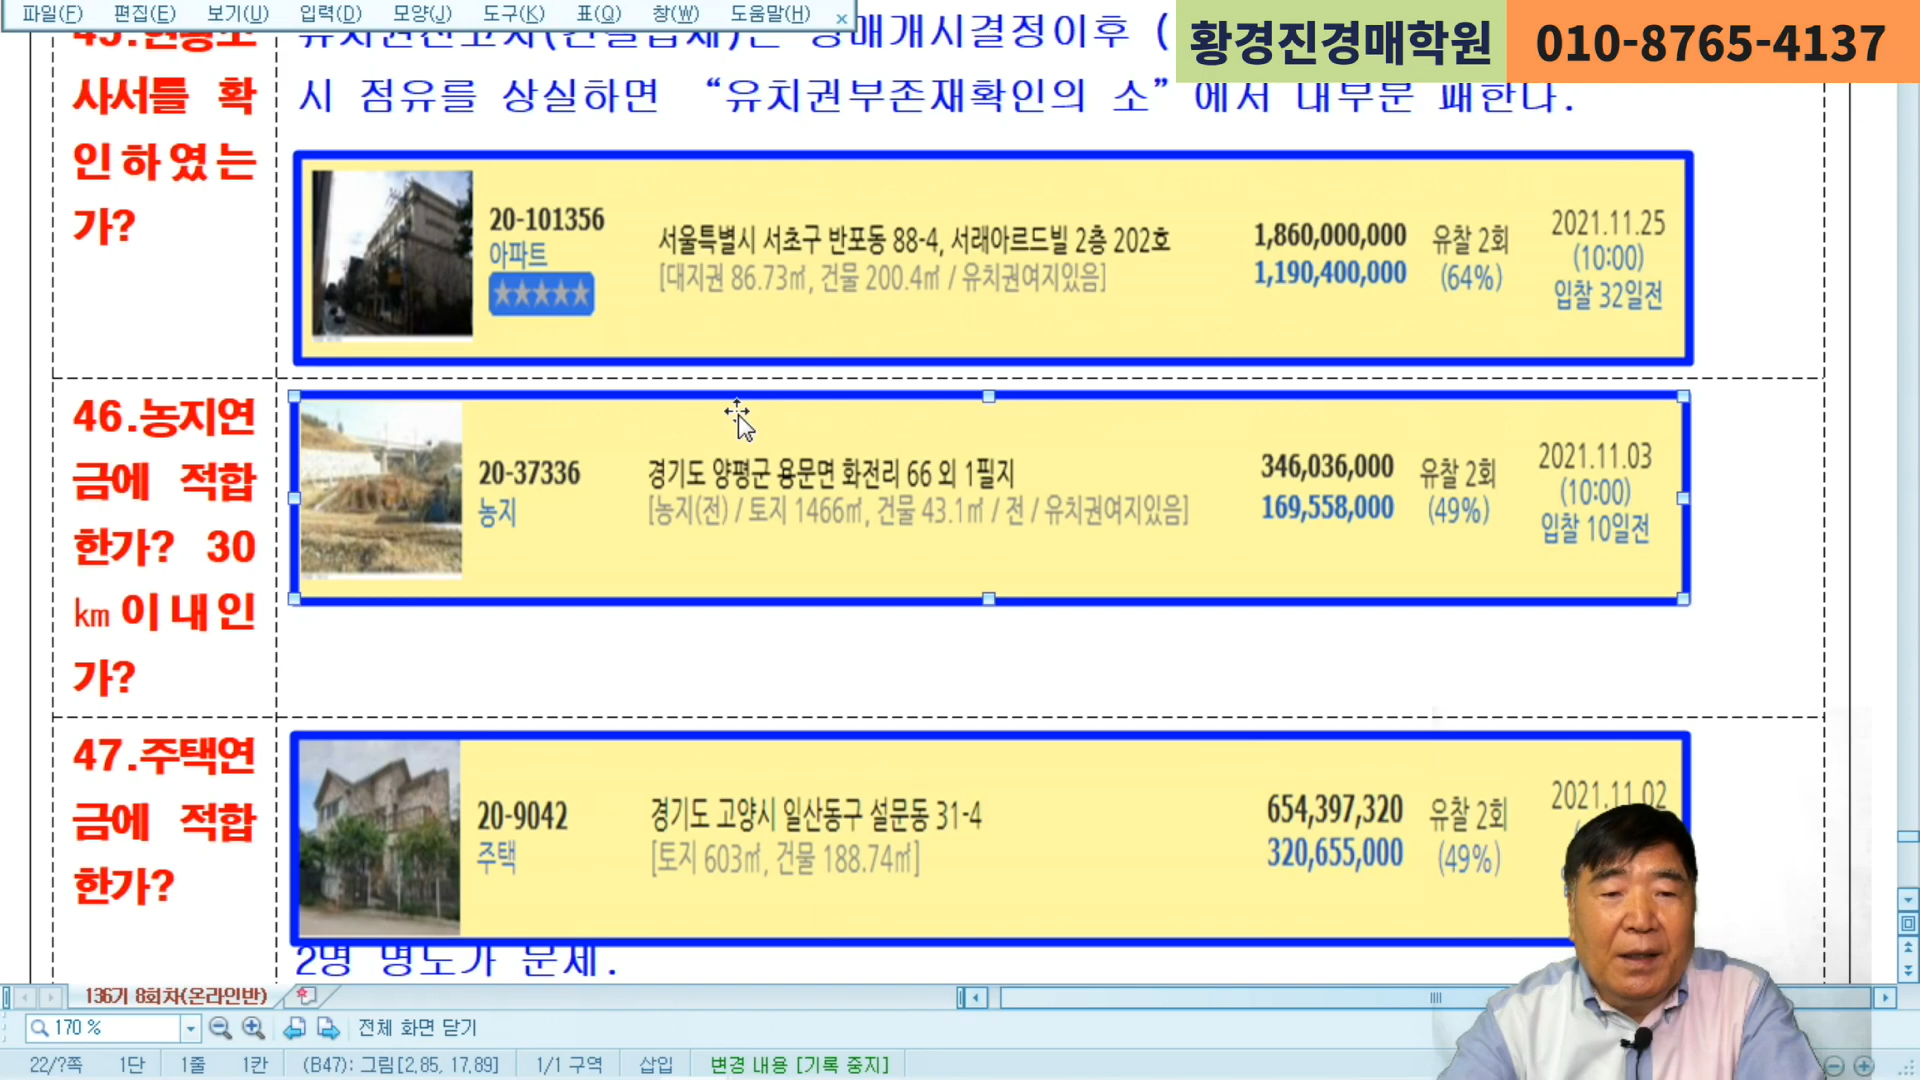 파일(F) 편집(E) 보기(U) 입력(D) 모양(J) 도구(K) 표(Q) 창(W) 도움말(H) ×
황경진경매학원 010-8765-4137
사서를 확
인하였는
가?
시 점유를 상실하면 “유치권부존재확인의 소” 에서 대부분 패한다.
20-101356
아파트
★★★★★
서울특별시 서초구 반포동 88-4, 서래아르드빌 2층 202호
[대지권 86.73㎡, 건물 200.4㎡ / 유치권여지있음]
1,860,000,000
1,190,400,000
유찰 2회
(64%)
2021.11.25
(10:00)
입찰 32일전
46.농지연
금에 적합
한가? 30
㎞이내인
가?
20-37336
농지
경기도 양평군 용문면 화전리 66 외 1필지
[농지(전) / 토지 1466㎡, 건물 43.1㎡ / 전 / 유치권여지있음]
346,036,000
169,558,000
유찰 2회
(49%)
2021.11.03
(10:00)
입찰 10일전
47.주택연
금에 적합
한가?
20-9042
주택
경기도 고양시 일산동구 설문동 31-4
[토지 603㎡, 건물 188.74㎡]
654,397,320
320,655,000
유찰 2회
(49%)
2021.11.02
2명 명도가 문제.
136기 8회차(온라인반)
170 %
전체 화면 닫기
22/?쪽 1단 1줄 1칸 (B47): 그림[2,85, 17,89] 1/1 구역 삽입 변경 내용 [기록 중지]